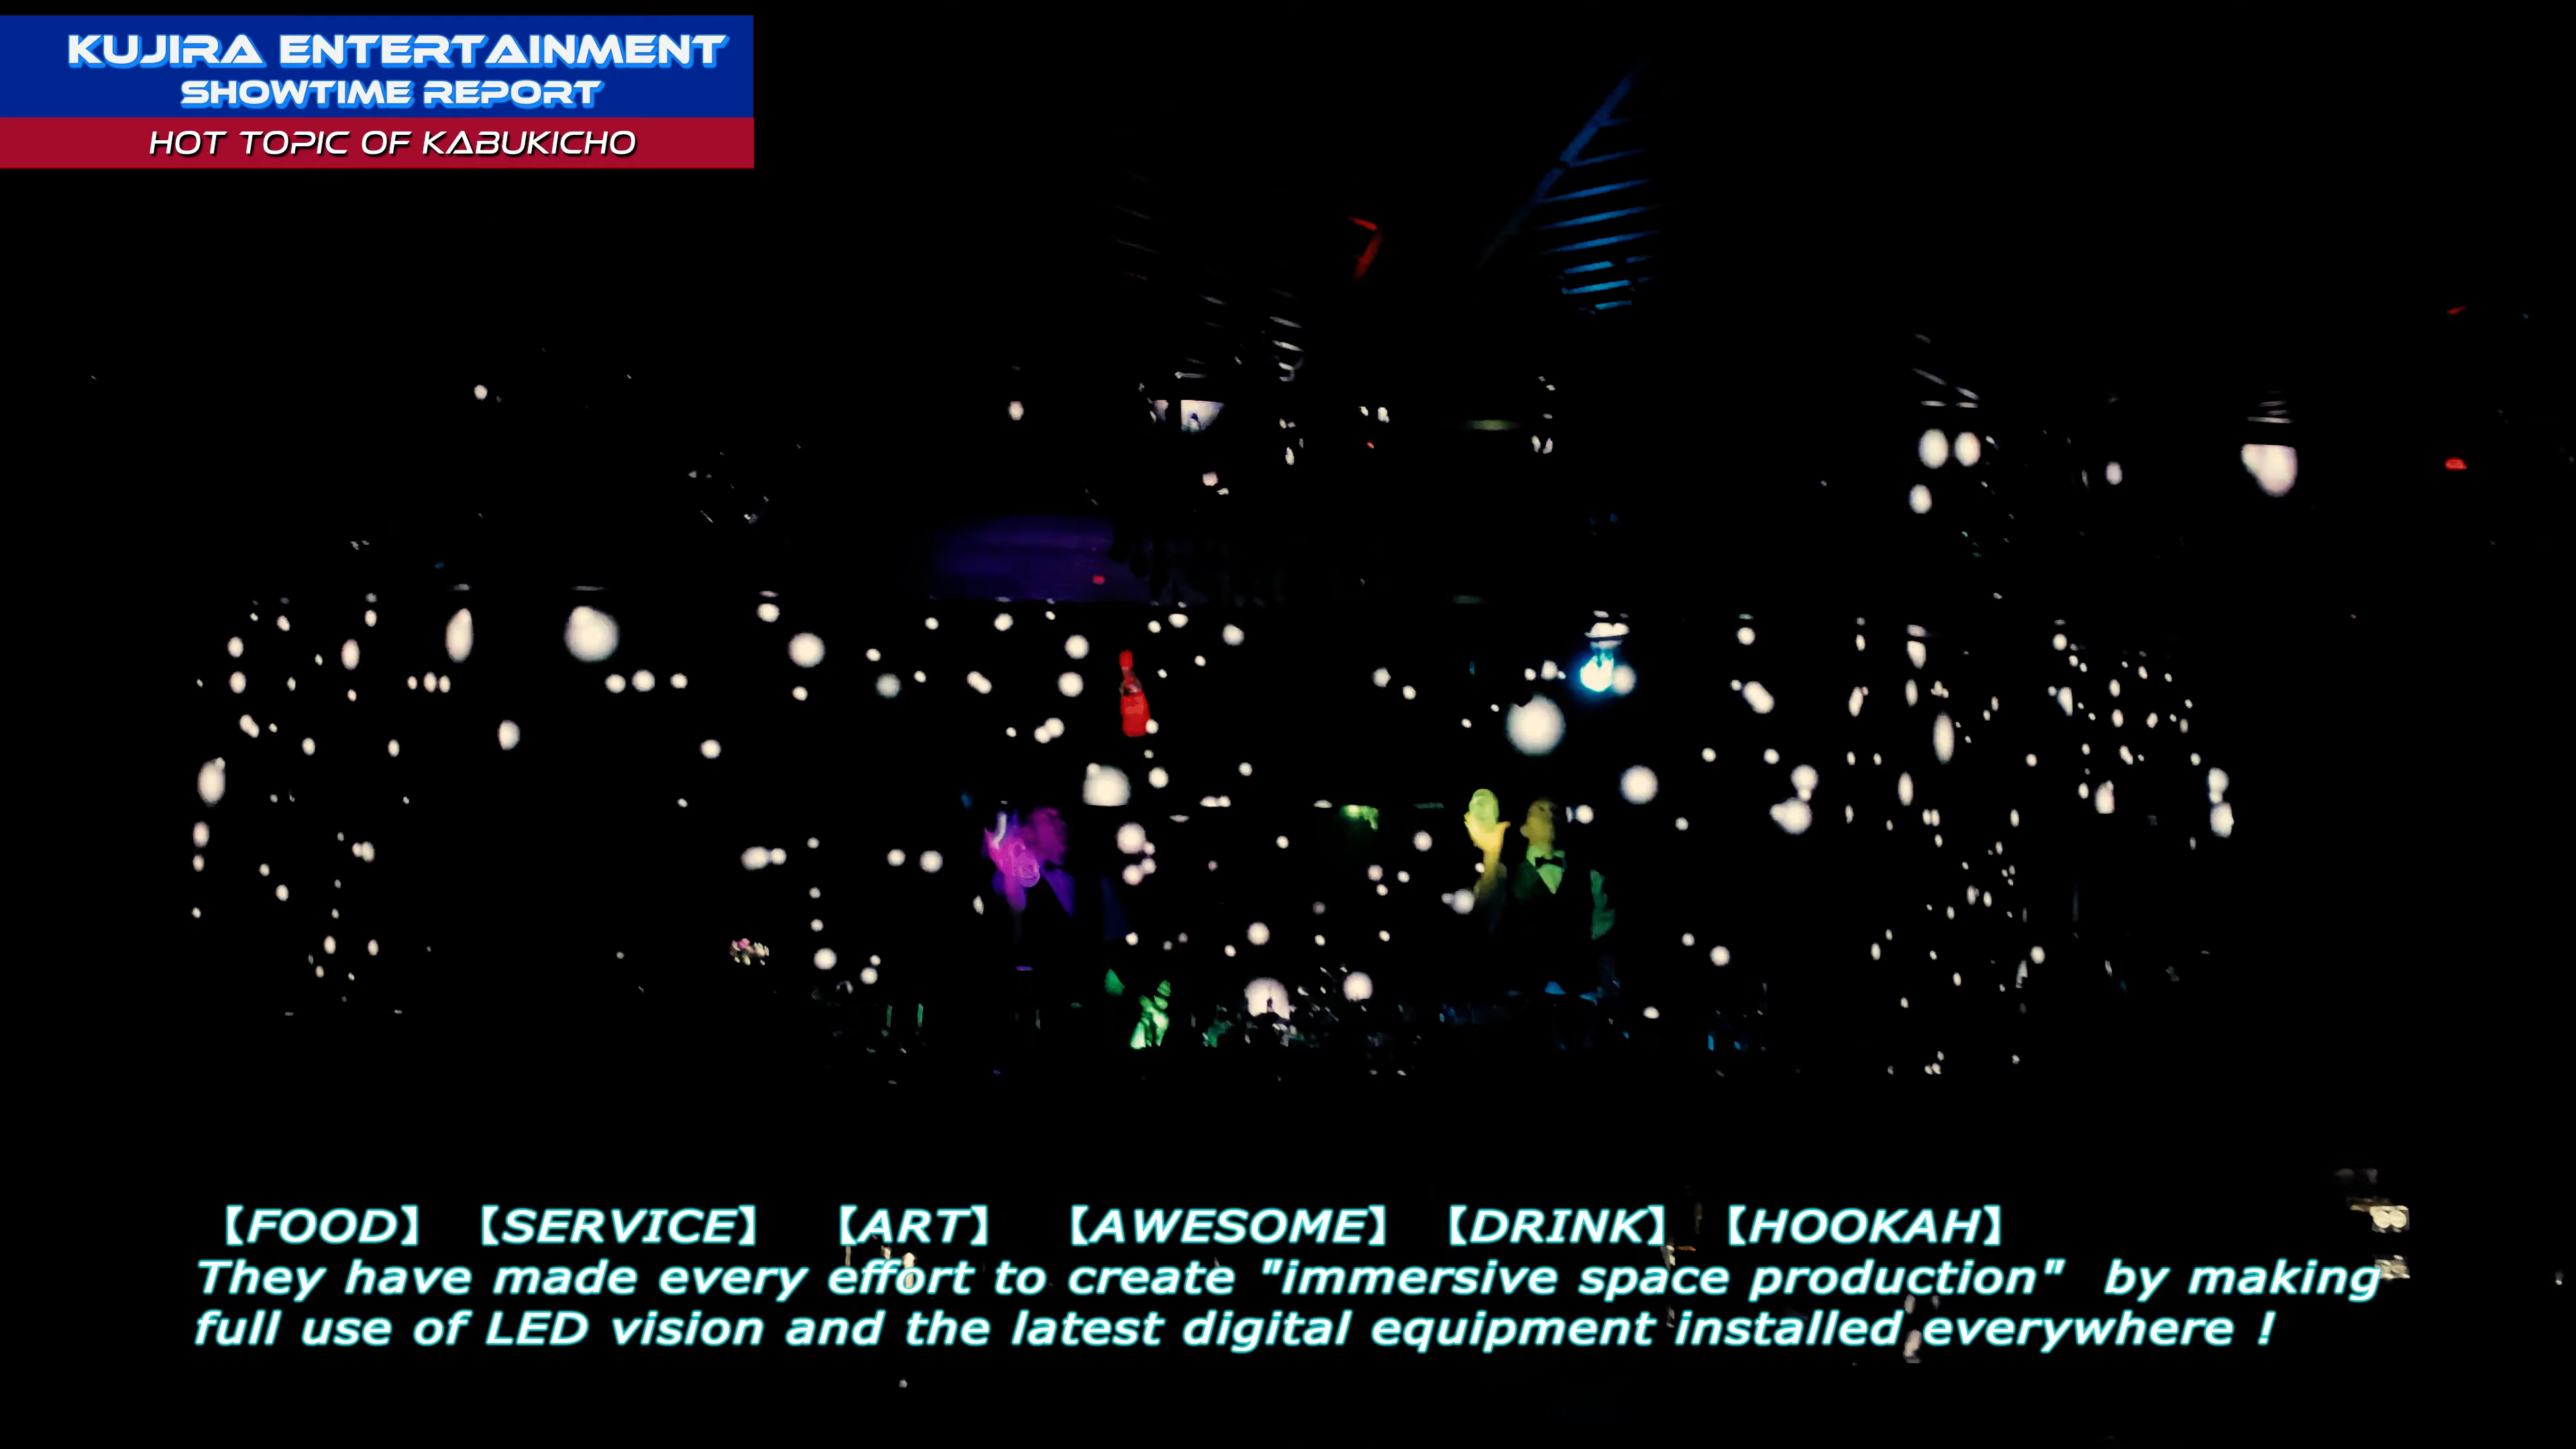 KUJIRA ENTERTAINMENT
SHOWTIME REPORT
HOT TOPIC OF KABUKICHO
【FOOD】 【SERVICE】 【ART】 【AWESOME】 【DRINK】 【HOOKAH】
They have made every effort to create "immersive space production" by making
full use of LED vision and the latest digital equipment installed everywhere !